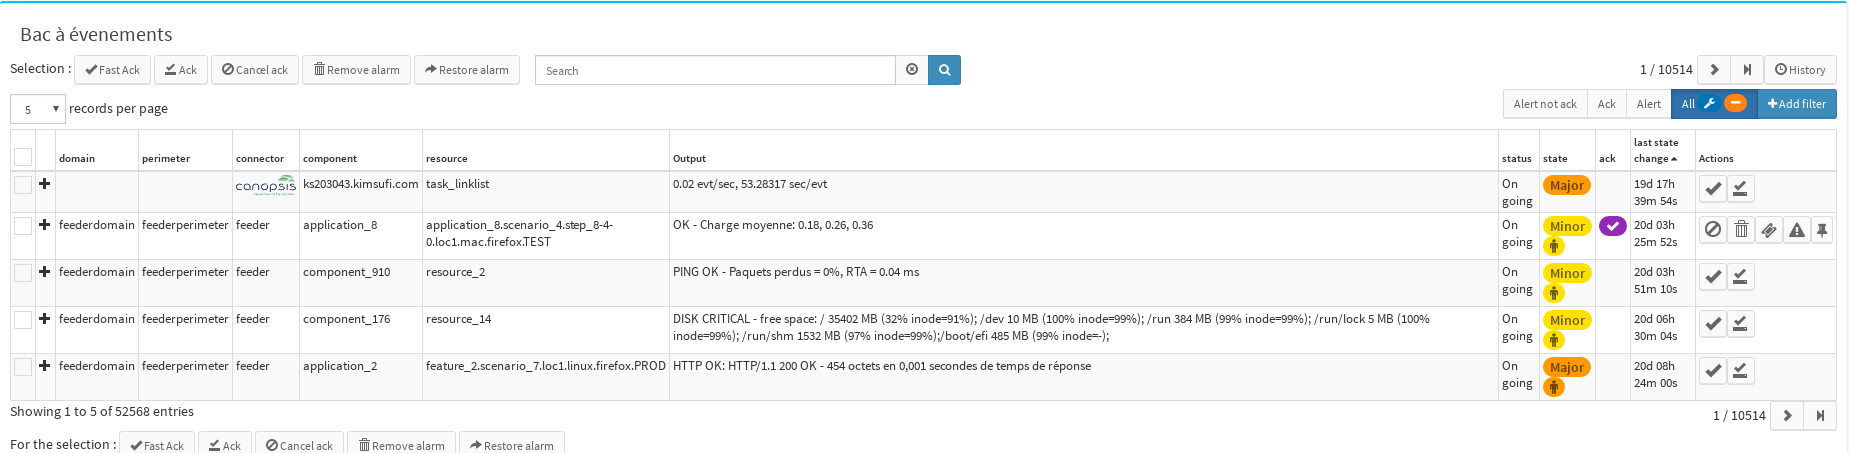 Bac à évenements
Selection : Fast Ack Ack Cancel ack Remove alarm Restore alarm Search 1 / 10514 History
5 records per page Alert not ack Ack Alert All Add filter
domain perimeter connector component resource Output status state ack last state change Actions
canopsis ks203043.kimsufi.com task_linklist 0.02 evt/sec, 53.28317 sec/evt On Major 19d 17h
going 39m 54s
feederdomain feederperimeter feeder application_8 application_8.scenario_4.step_8-4- OK - Charge moyenne: 0.18, 0.26, 0.36 On Minor 20d 03h
0.loc1.mac.firefox.TEST going 25m 52s
feederdomain feederperimeter feeder component_910 resource_2 PING OK - Paquets perdus = 0%, RTA = 0.04 ms On Minor 20d 03h
going 51m 10s
feederdomain feederperimeter feeder component_176 resource_14 DISK CRITICAL - free space: / 35402 MB (32% inode=91%); /dev 10 MB (100% inode=99%); /run 384 MB (99% inode=99%); /run/lock 5 MB (100% On Minor 20d 06h
inode=99%); /run/shm 1532 MB (97% inode=99%);/boot/efi 485 MB (99% inode=-); going 30m 04s
feederdomain feederperimeter feeder application_2 feature_2.scenario_7.loc1.linux.firefox.PROD HTTP OK: HTTP/1.1 200 OK - 454 octets en 0,001 secondes de temps de réponse On Major 20d 08h
going 24m 00s
Showing 1 to 5 of 52568 entries 1 / 10514
For the selection : Fast Ack Ack Cancel ack Remove alarm Restore alarm